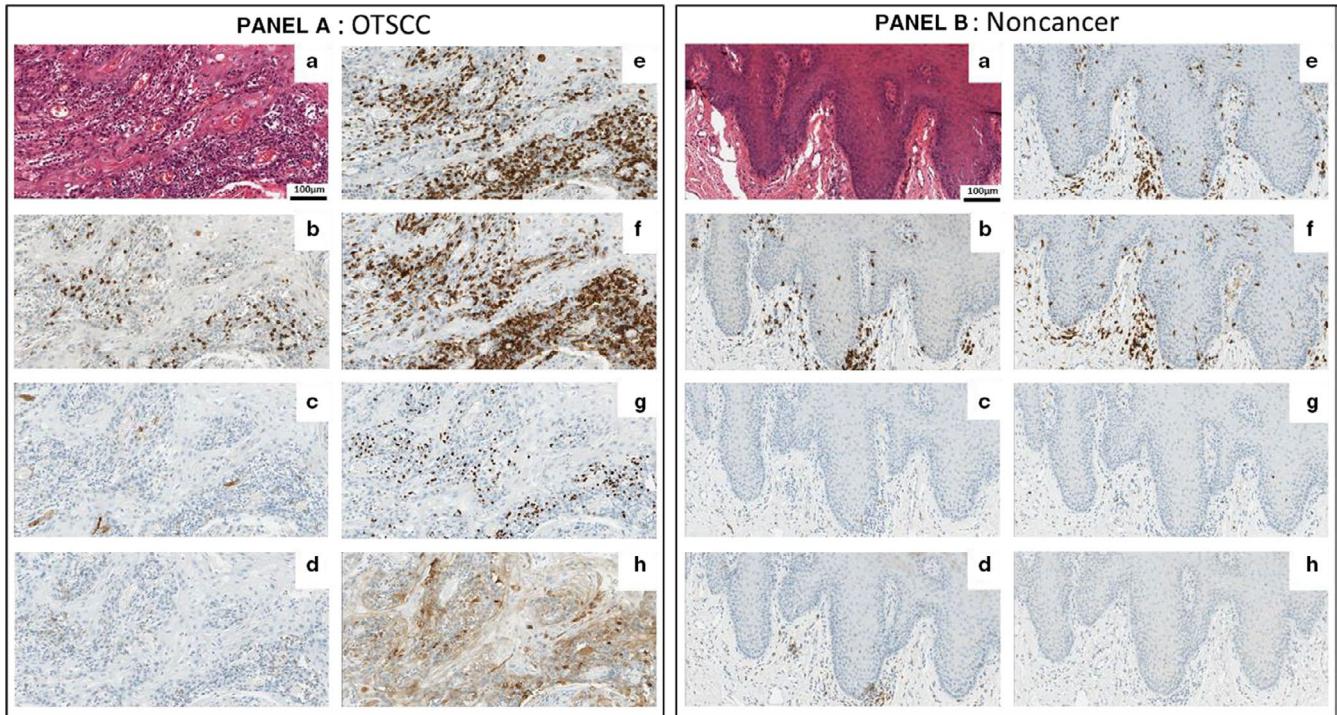 PANEL A : OTSCC
a
e
100µm
b
f
c
g
d
h
PANEL B : Noncancer
a
e
100µm
b
f
c
g
d
h